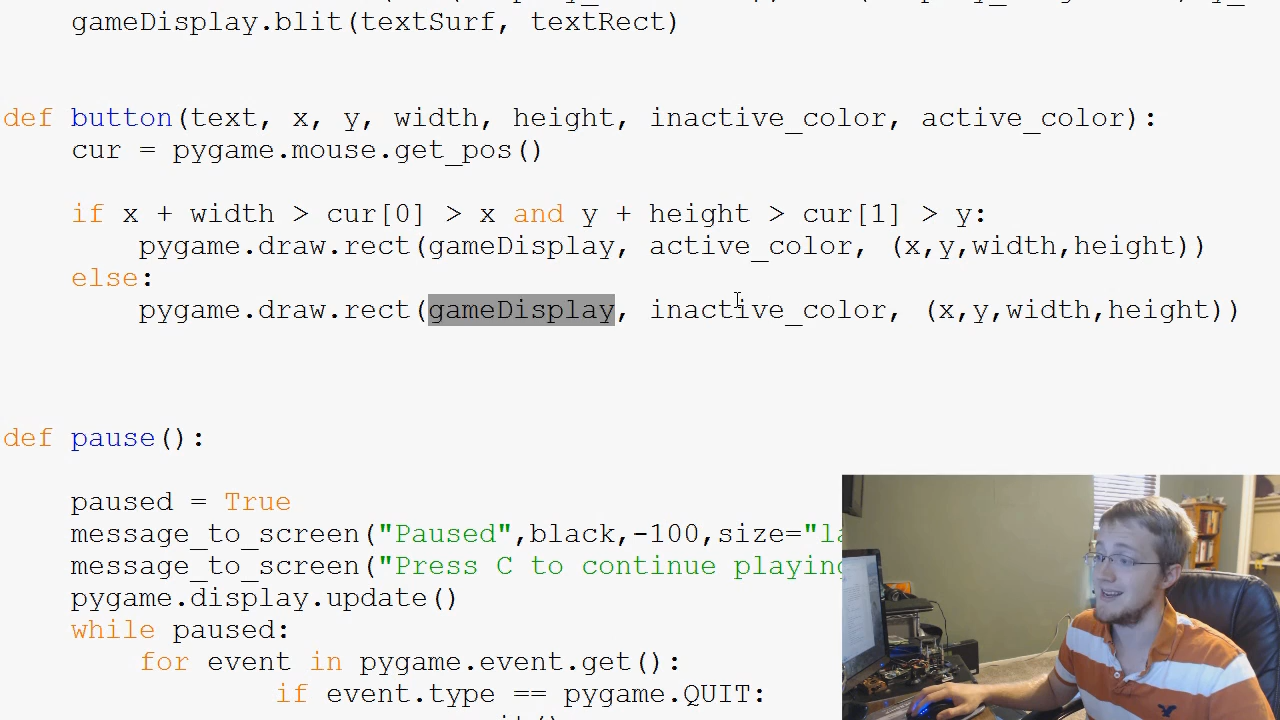 gameDisplay.blit(textSurf, textRect)
def button(text, x, y, width, height, inactive_color, active_color):
cur = pygame.mouse.get_pos()
if x + width > cur[0] > x and y + height > cur[1] > y:
pygame.draw.rect(gameDisplay, active_color, (x,y,width,height))
else:
pygame.draw.rect(gameDisplay, inactive_color, (x,y,width,height))
def pause():
paused = True
message_to_screen("Paused",black,-100,size="la
message_to_screen("Press C to continue playing
pygame.display.update()
while paused:
for event in pygame.event.get():
if event.type == pygame.QUIT: